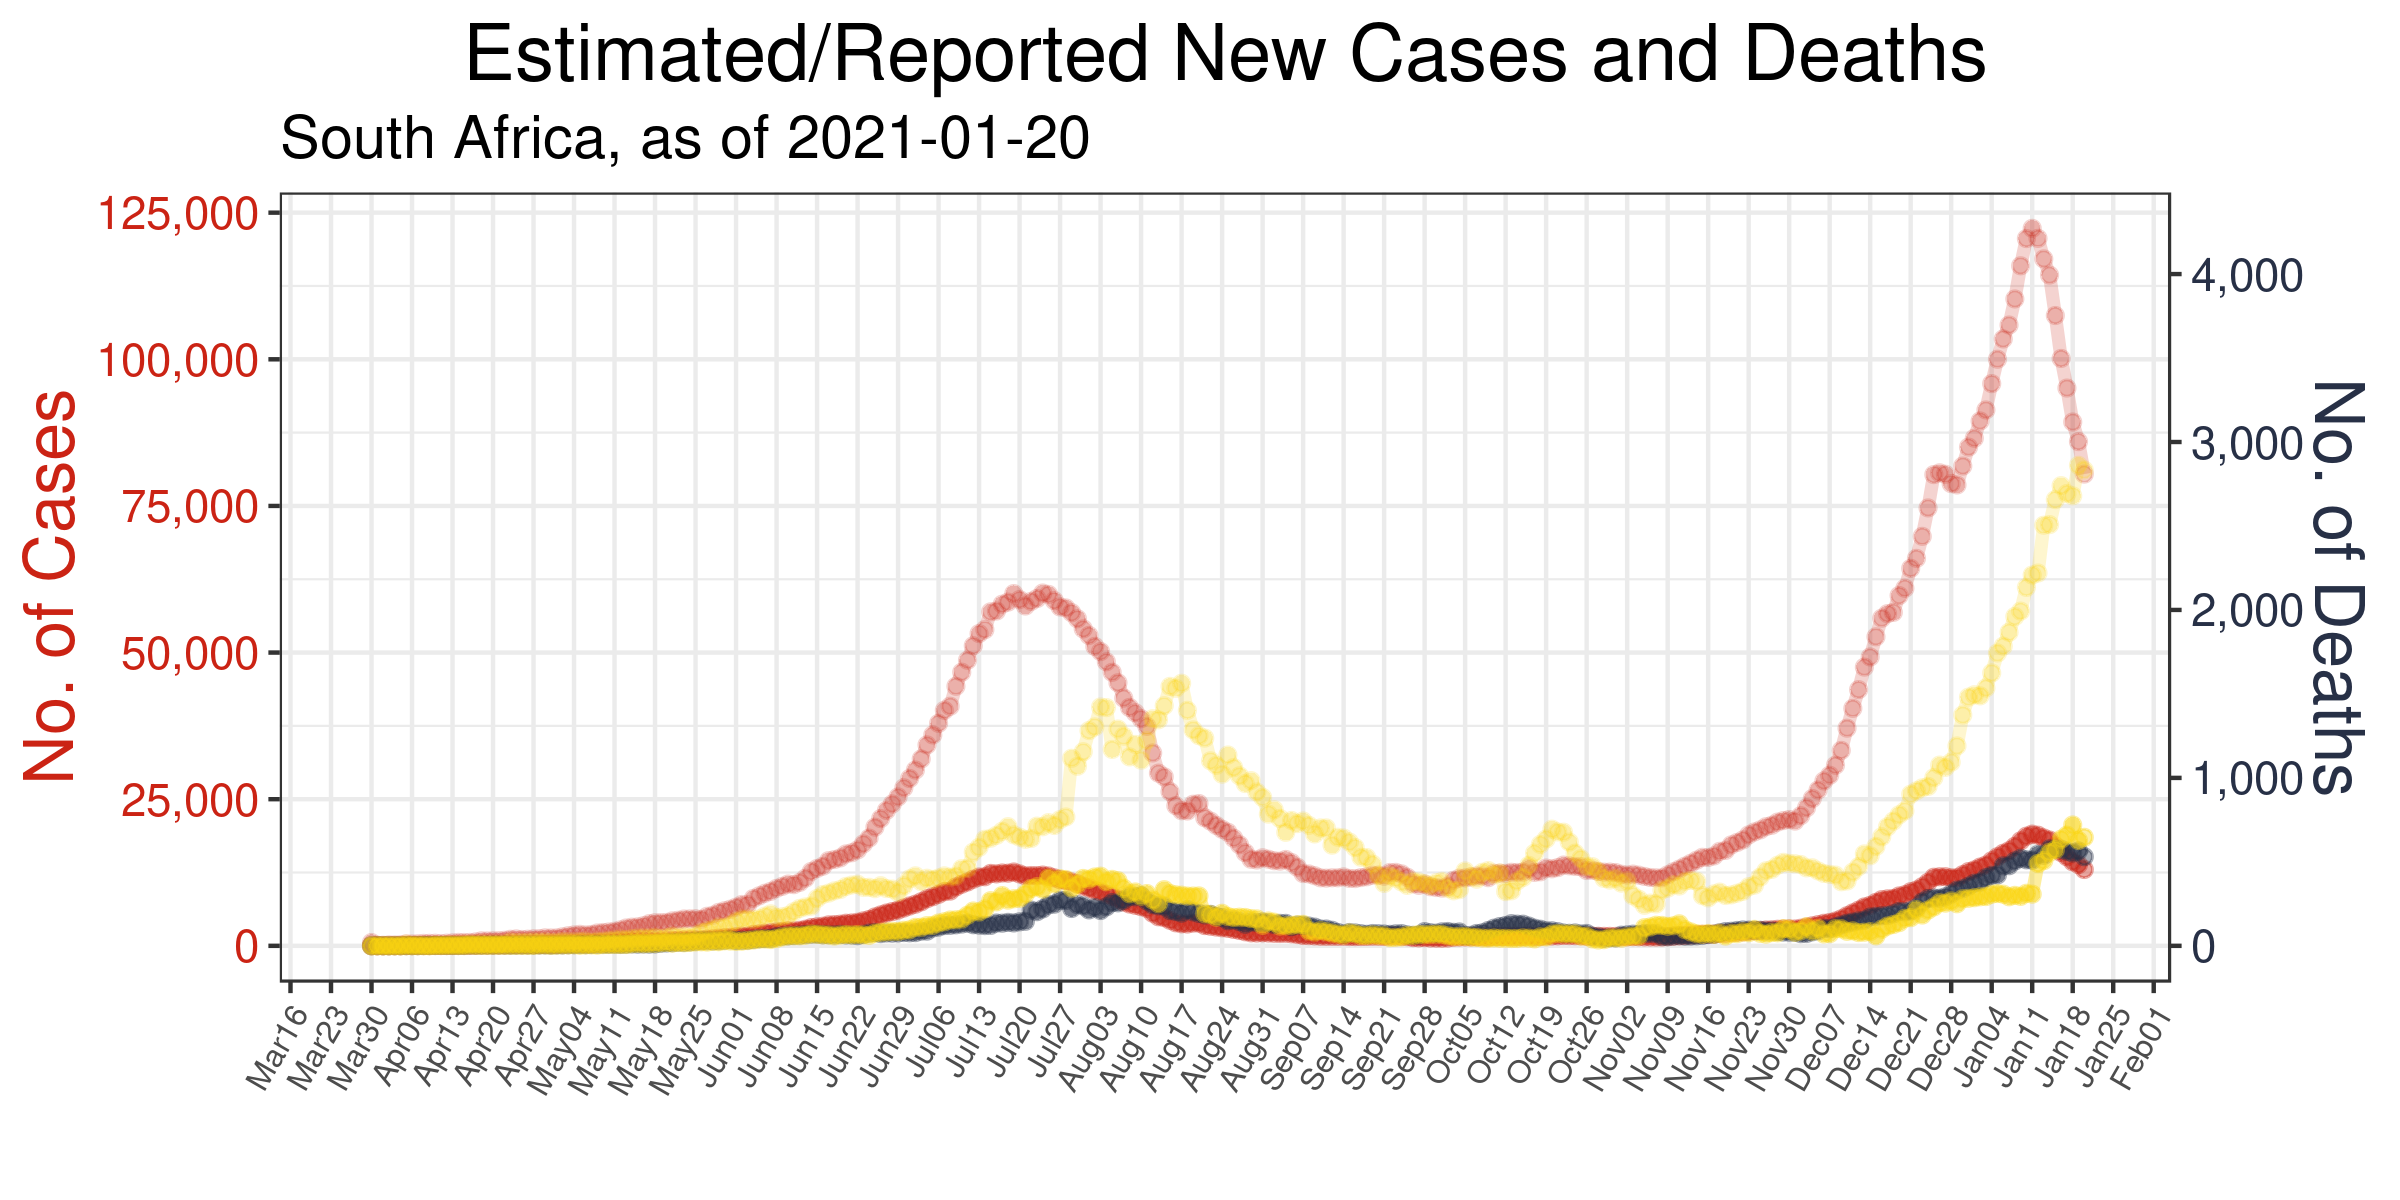 Estimated/Reported New Cases and Deaths
South Africa, as of 2021-01-20
No. of Cases
125,000
100,000
75,000
50,000
25,000
0
4,000
3,000
2,000
1,000
0
No. of Deaths
Mar16
Mar23
Mar30
Apr06
Apr13
Apr20
Apr27
May04
May11
May18
May25
Jun01
Jun08
Jun15
Jun22
Jun29
Jul06
Jul13
Jul20
Jul27
Aug03
Aug10
Aug17
Aug24
Aug31
Sep07
Sep14
Sep21
Sep28
Oct05
Oct12
Oct19
Oct26
Nov02
Nov09
Nov16
Nov23
Nov30
Dec07
Dec14
Dec21
Dec28
Jan04
Jan11
Jan18
Jan25
Feb01